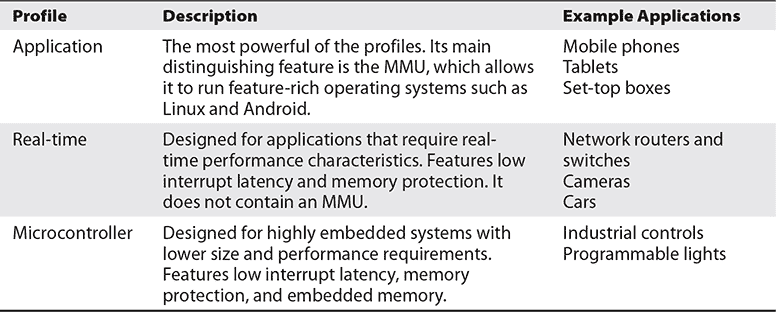 Profile Description Example Applications
Application The most powerful of the profiles. Its main Mobile phones
distinguishing feature is the MMU, which allows Tablets
it to run feature-rich operating systems such as Set-top boxes
Linux and Android.
Real-time Designed for applications that require real- Network routers and
time performance characteristics. Features low switches
interrupt latency and memory protection. It Cameras
does not contain an MMU. Cars
Microcontroller Designed for highly embedded systems with Industrial controls
lower size and performance requirements. Programmable lights
Features low interrupt latency, memory
protection, and embedded memory.